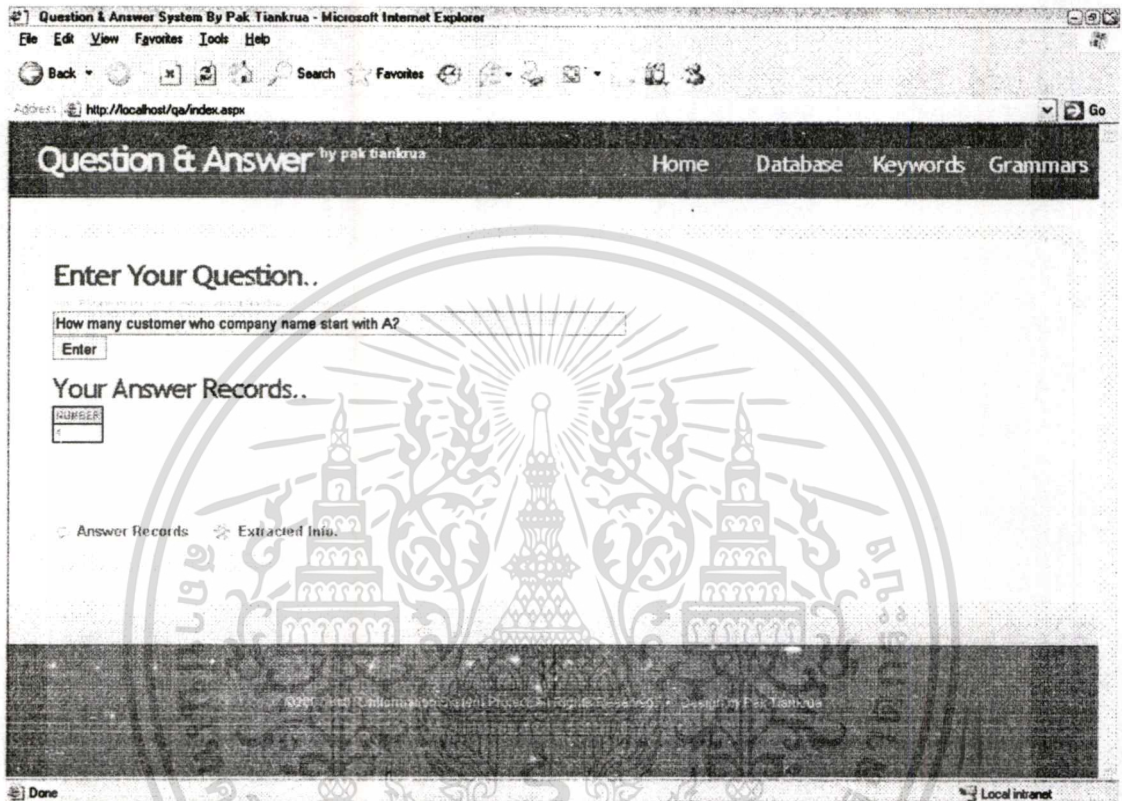 Question & Answer System By Pak Tiankrua - Microsoft Internet Explorer
File Edit View Favorites Tools Help
Back Search Favorites
Address http://localhost/qa/index.aspx Go
Question & Answer by pak tiankrua
Home Database Keywords Grammars
Enter Your Question..
How many customer who company name start with A?
Enter
Your Answer Records..
NUMBER
Answer Records Extracted Info.
Done Local intranet